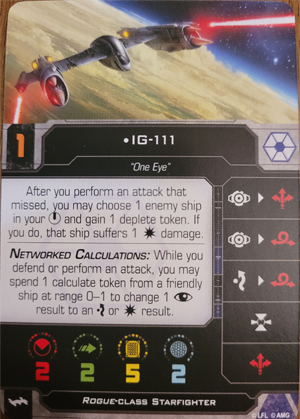 1
•IG-111
"One Eye"
After you perform an attack that
missed, you may choose 1 enemy ship
in your and gain 1 deplete token. If
you do, that ship suffers 1 damage.
NETWORKED CALCULATIONS: While you
defend or perform an attack, you may
spend 1 calculate token from a friendly
ship at range 0–1 to change 1
result to an or result.
2 2 5 2
ROGUE-CLASS STARFIGHTER
© LFL © AMG